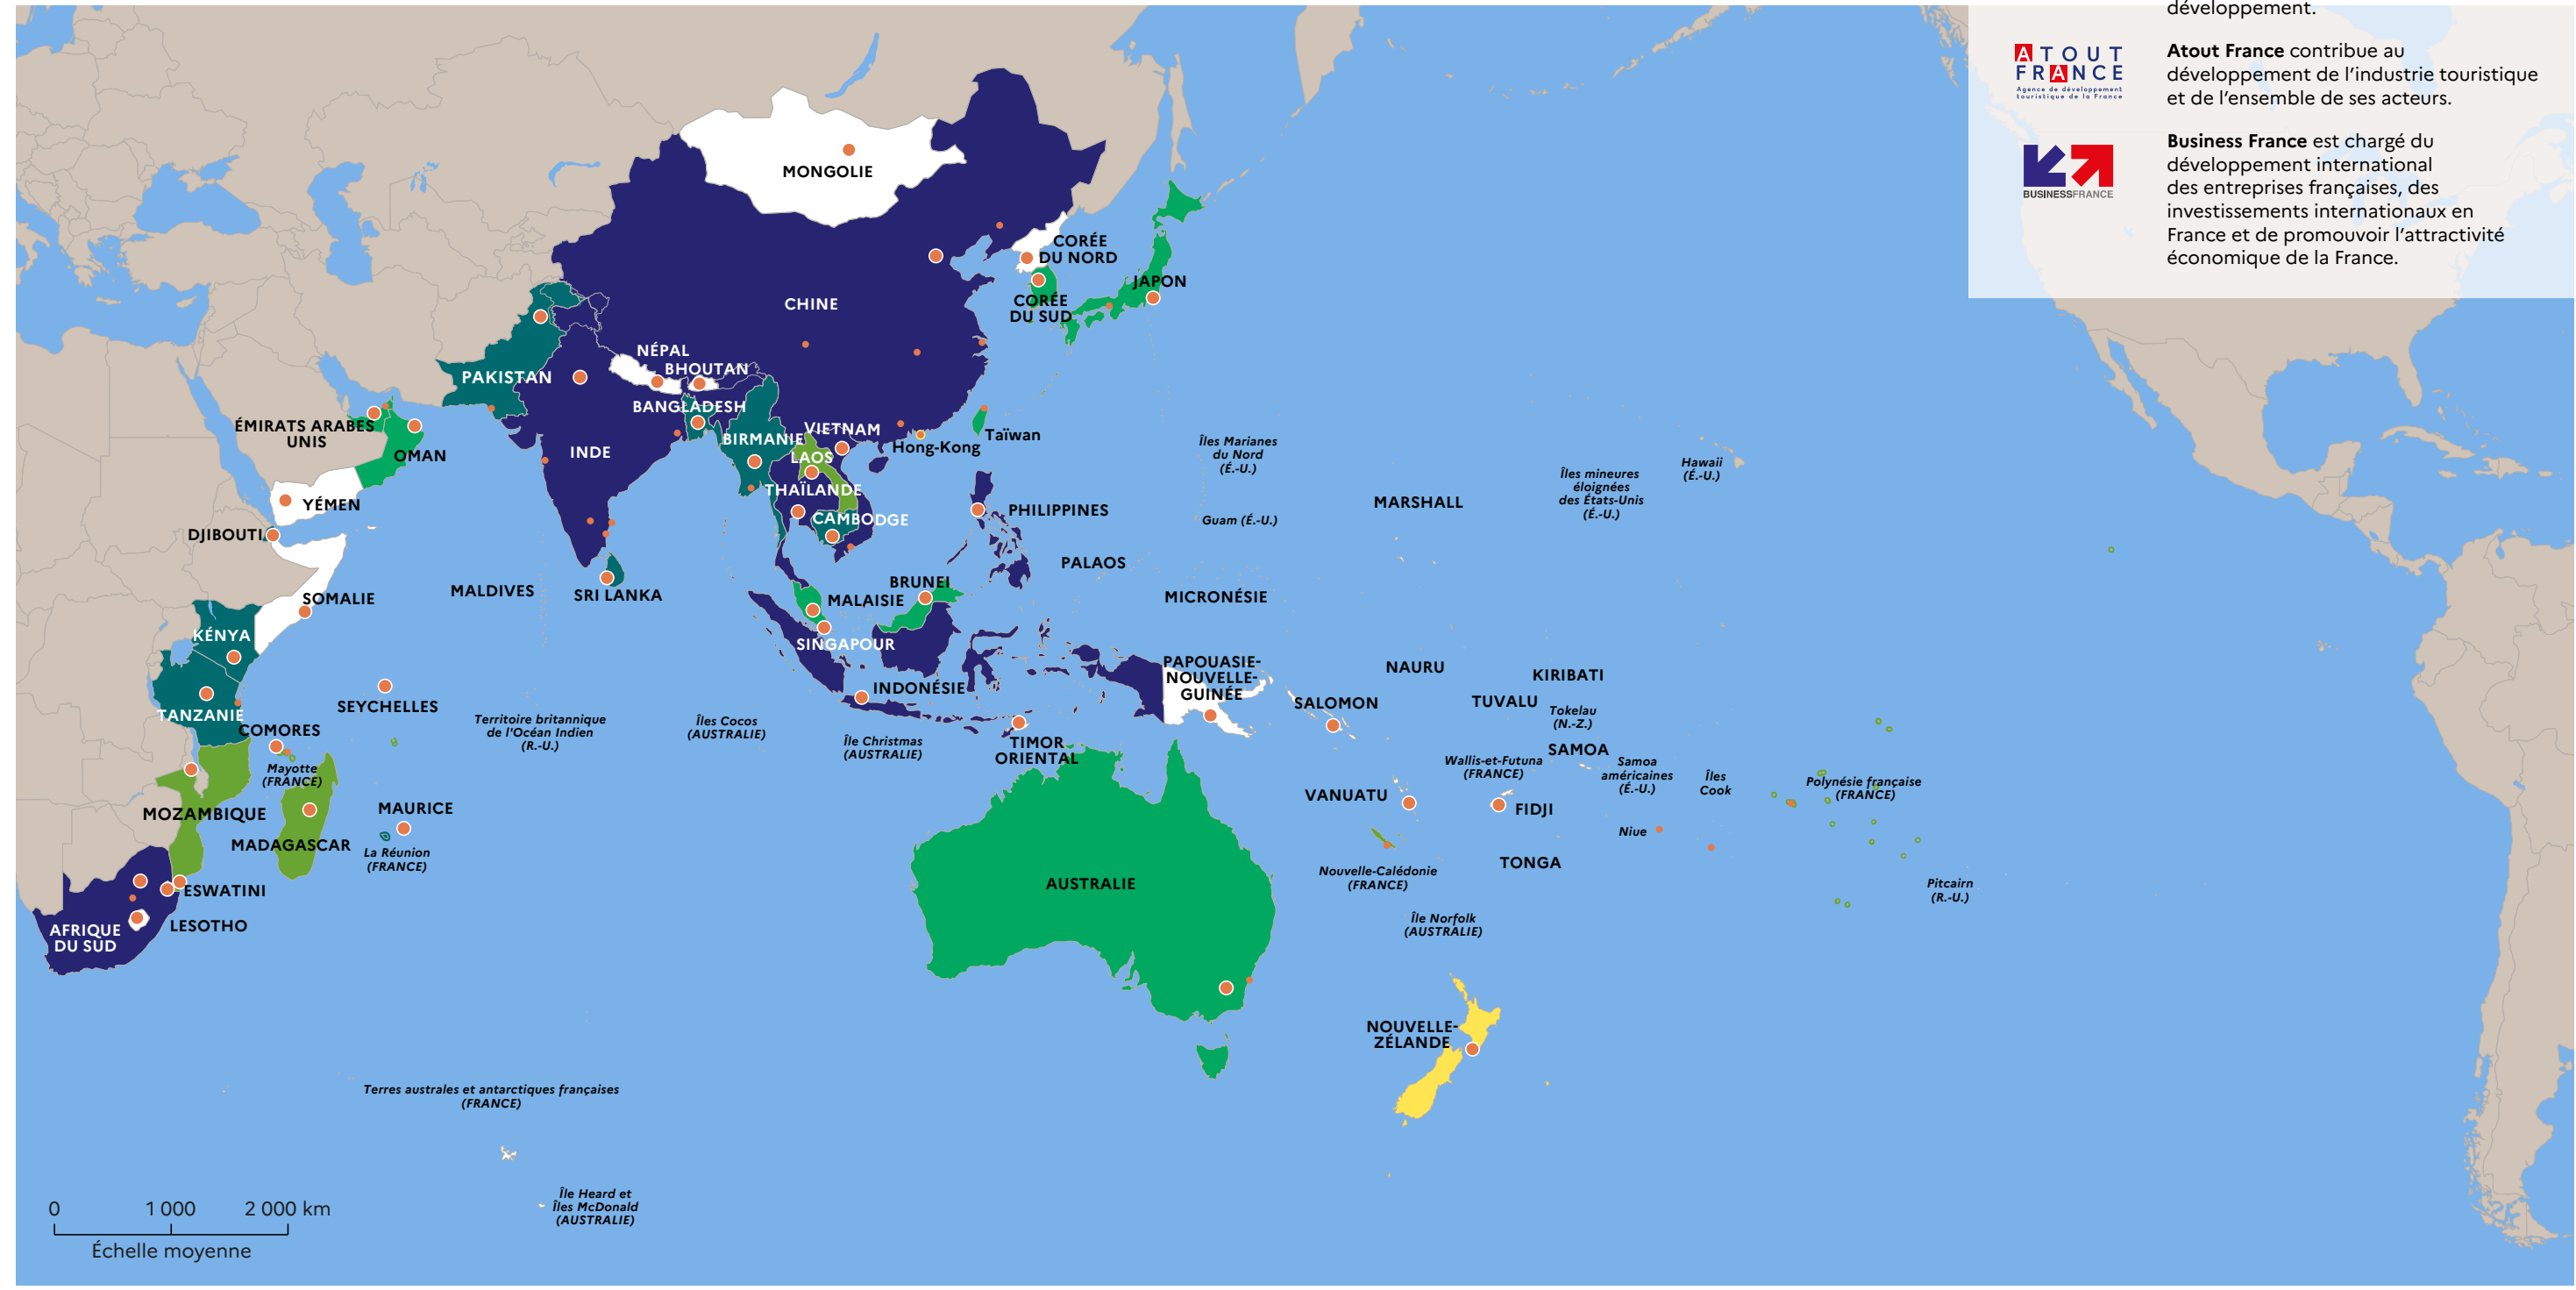 développement.
ATOUT
FRANCE
Agence de développement
touristique de la France
Atout France contribue au
développement de l'industrie touristique
et de l'ensemble de ses acteurs.
BUSINESSFRANCE
Business France est chargé du
développement international
des entreprises françaises, des
investissements internationaux en
France et de promouvoir l'attractivité
économique de la France.
MONGOLIE
CORÉE
DU NORD
JAPON
CORÉE
DU SUD
CHINE
NÉPAL
BHOUTAN
PAKISTAN
BANGLADESH
ÉMIRATS ARABES
UNIS
OMAN
INDE
BIRMANIE
VIETNAM
LAOS
Hong-Kong
Taïwan
THAÏLANDE
CAMBODGE
PHILIPPINES
YÉMEN
DJIBOUTI
SOMALIE
MALDIVES
SRI LANKA
BRUNEI
MALAISIE
SINGAPOUR
INDONÉSIE
PALAOS
MICRONÉSIE
MARSHALL
Îles Marianes
du Nord
(É.-U.)
Guam (É.-U.)
Îles mineures
éloignées
des États-Unis
(É.-U.)
Hawaii
(É.-U.)
KÉNYA
TANZANIE
SEYCHELLES
COMORES
Mayotte
(FRANCE)
Territoire britannique
de l'Océan Indien
(R.-U.)
Îles Cocos
(AUSTRALIE)
Île Christmas
(AUSTRALIE)
TIMOR
ORIENTAL
PAPOUASIE-
NOUVELLE-
GUINÉE
SALOMON
NAURU
KIRIBATI
TUVALU
Tokelau
(N.-Z.)
SAMOA
Wallis-et-Futuna
(FRANCE)
Samoa
américaines
(É.-U.)
Îles
Cook
Polynésie française
(FRANCE)
VANUATU
FIDJI
Niue
TONGA
Nouvelle-Calédonie
(FRANCE)
Pitcairn
(R.-U.)
Île Norfolk
(AUSTRALIE)
MOZAMBIQUE
MADAGASCAR
MAURICE
La Réunion
(FRANCE)
ESWATINI
LESOTHO
AFRIQUE
DU SUD
AUSTRALIE
NOUVELLE-
ZÉLANDE
Terres australes et antarctiques françaises
(FRANCE)
Île Heard et
Îles McDonald
(AUSTRALIE)
0 1 000 2 000 km
Échelle moyenne